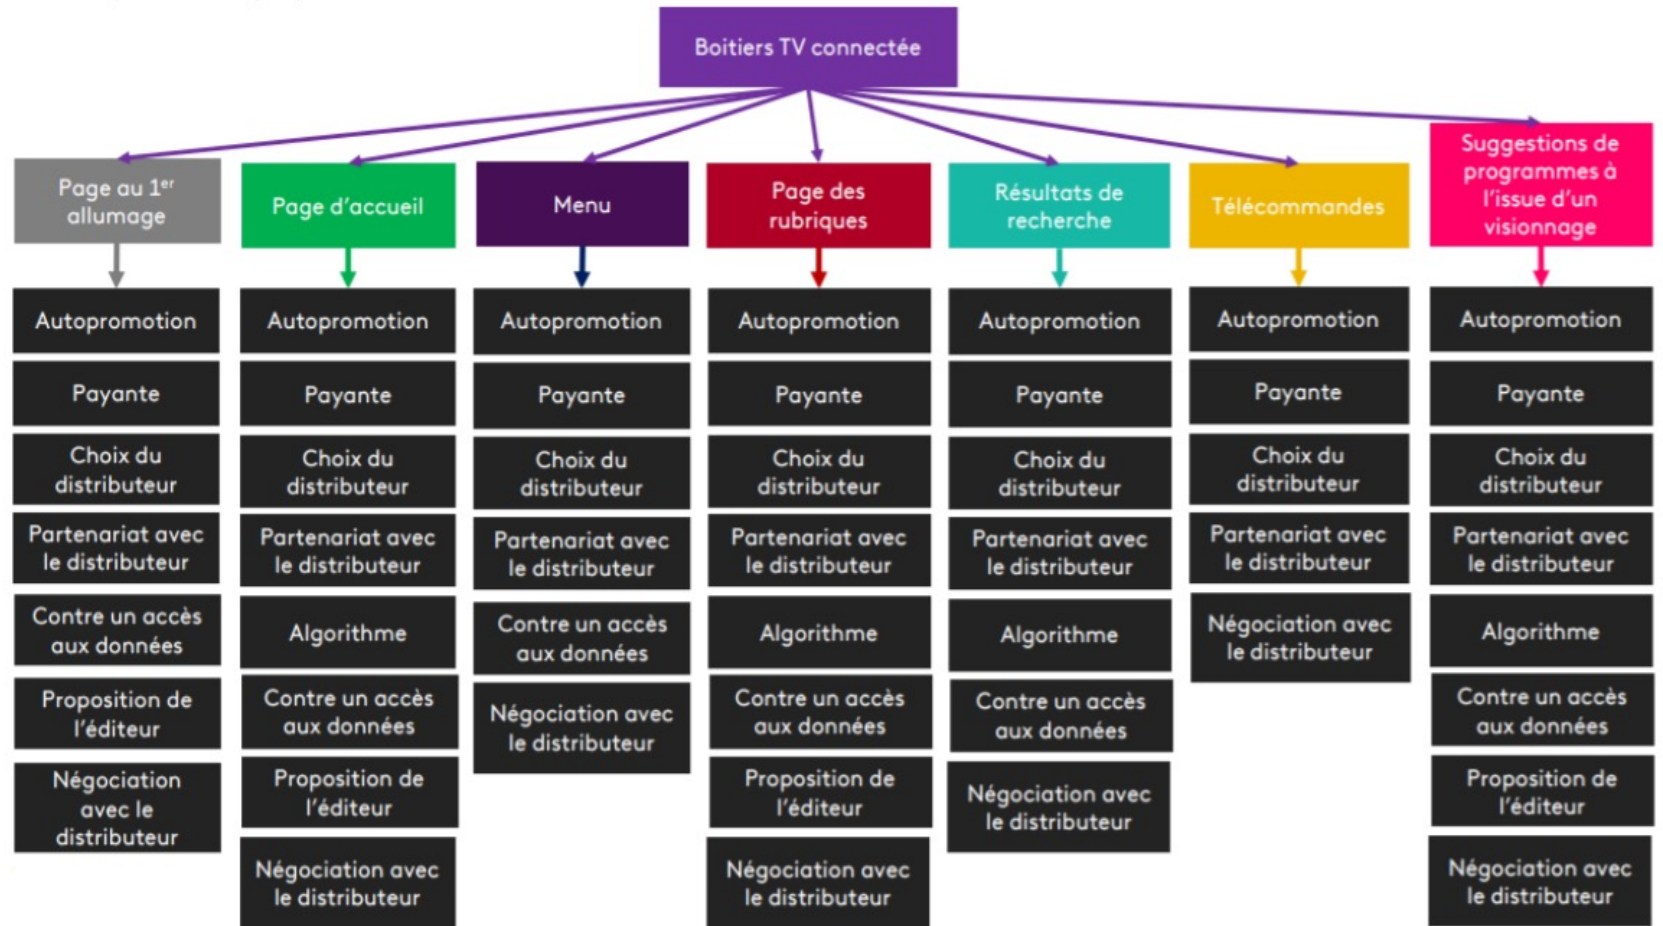 Boitiers TV connectée
Page au 1er
allumage
Page d'accueil
Menu
Page des
rubriques
Résultats de
recherche
Télécommandes
Suggestions de
programmes à
l'issue d'un
visionnage
Autopromotion
Payante
Choix du
distributeur
Partenariat avec
le distributeur
Contre un accès
aux données
Proposition de
l'éditeur
Négociation
avec le
distributeur
Autopromotion
Payante
Choix du
distributeur
Partenariat avec
le distributeur
Algorithme
Contre un accès
aux données
Proposition de
l'éditeur
Négociation avec
le distributeur
Autopromotion
Payante
Choix du
distributeur
Partenariat avec
le distributeur
Contre un accès
aux données
Négociation avec
le distributeur
Autopromotion
Payante
Choix du
distributeur
Partenariat avec
le distributeur
Algorithme
Contre un accès
aux données
Proposition de
l'éditeur
Négociation avec
le distributeur
Autopromotion
Payante
Choix du
distributeur
Partenariat avec
le distributeur
Algorithme
Contre un accès
aux données
Négociation avec
le distributeur
Autopromotion
Payante
Choix du
distributeur
Partenariat avec
le distributeur
Négociation avec
le distributeur
Autopromotion
Payante
Choix du
distributeur
Partenariat avec
le distributeur
Algorithme
Contre un accès
aux données
Proposition de
l'éditeur
Négociation avec
le distributeur